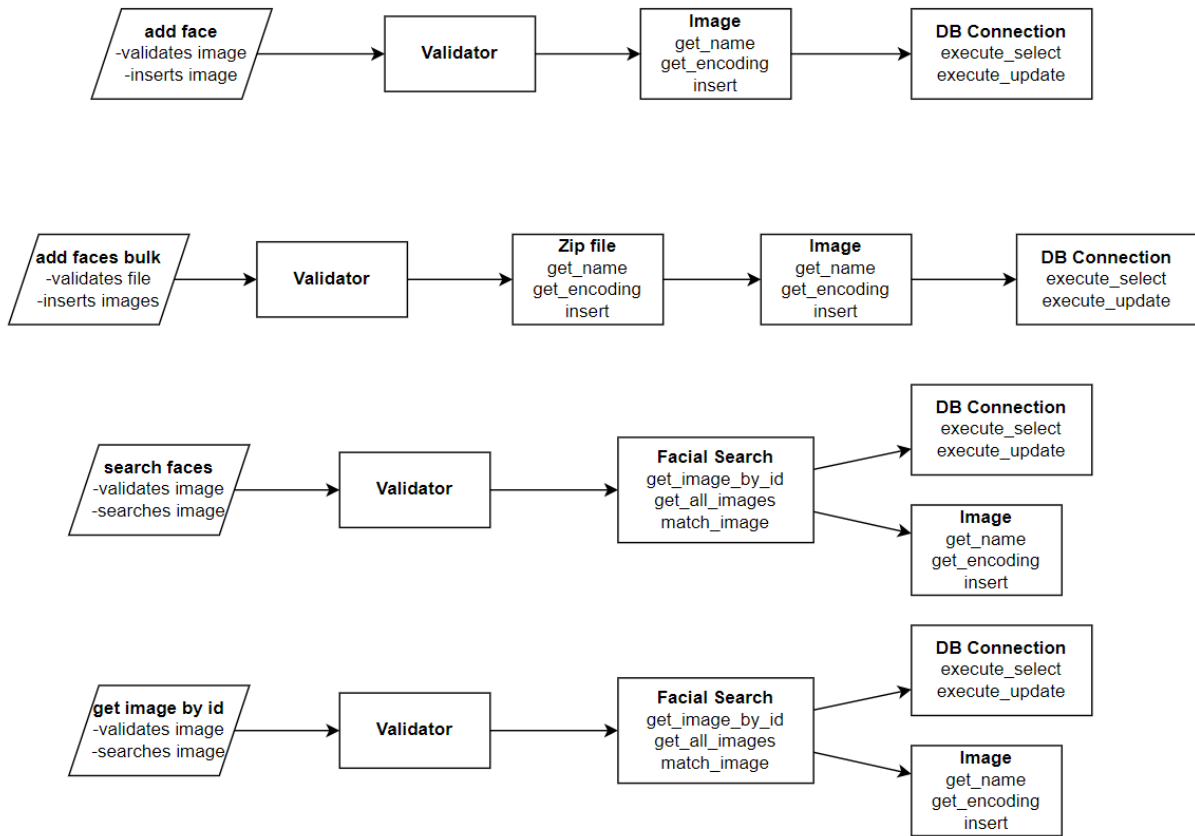 add face
-validates image
-inserts image
Validator
Image
get_name
get_encoding
insert
DB Connection
execute_select
execute_update
add faces bulk
-validates file
-inserts images
Validator
Zip file
get_name
get_encoding
insert
Image
get_name
get_encoding
insert
DB Connection
execute_select
execute_update
search faces
-validates image
-searches image
Validator
Facial Search
get_image_by_id
get_all_images
match_image
DB Connection
execute_select
execute_update
Image
get_name
get_encoding
insert
get image by id
-validates image
-searches image
Validator
Facial Search
get_image_by_id
get_all_images
match_image
DB Connection
execute_select
execute_update
Image
get_name
get_encoding
insert